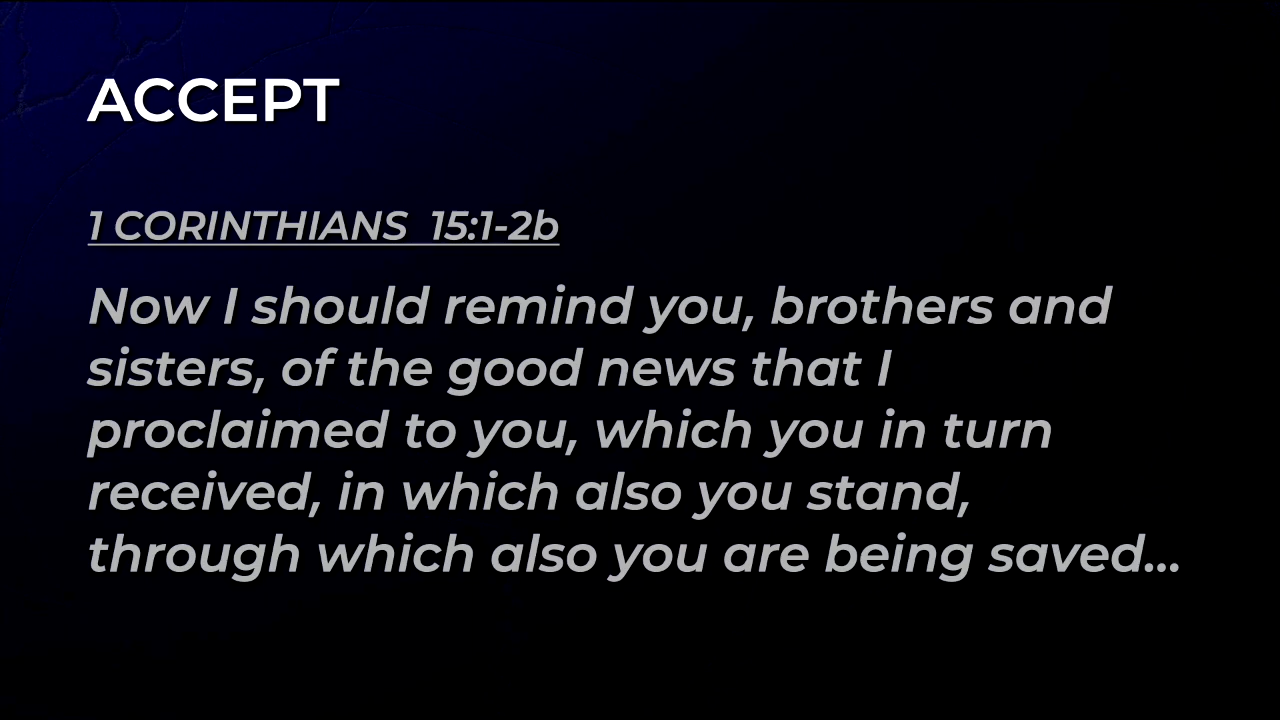 ACCEPT
1 CORINTHIANS  15:1-2b
Now I should remind you, brothers and
sisters, of the good news that I
proclaimed to you, which you in turn
received, in which also you stand,
through which also you are being saved...